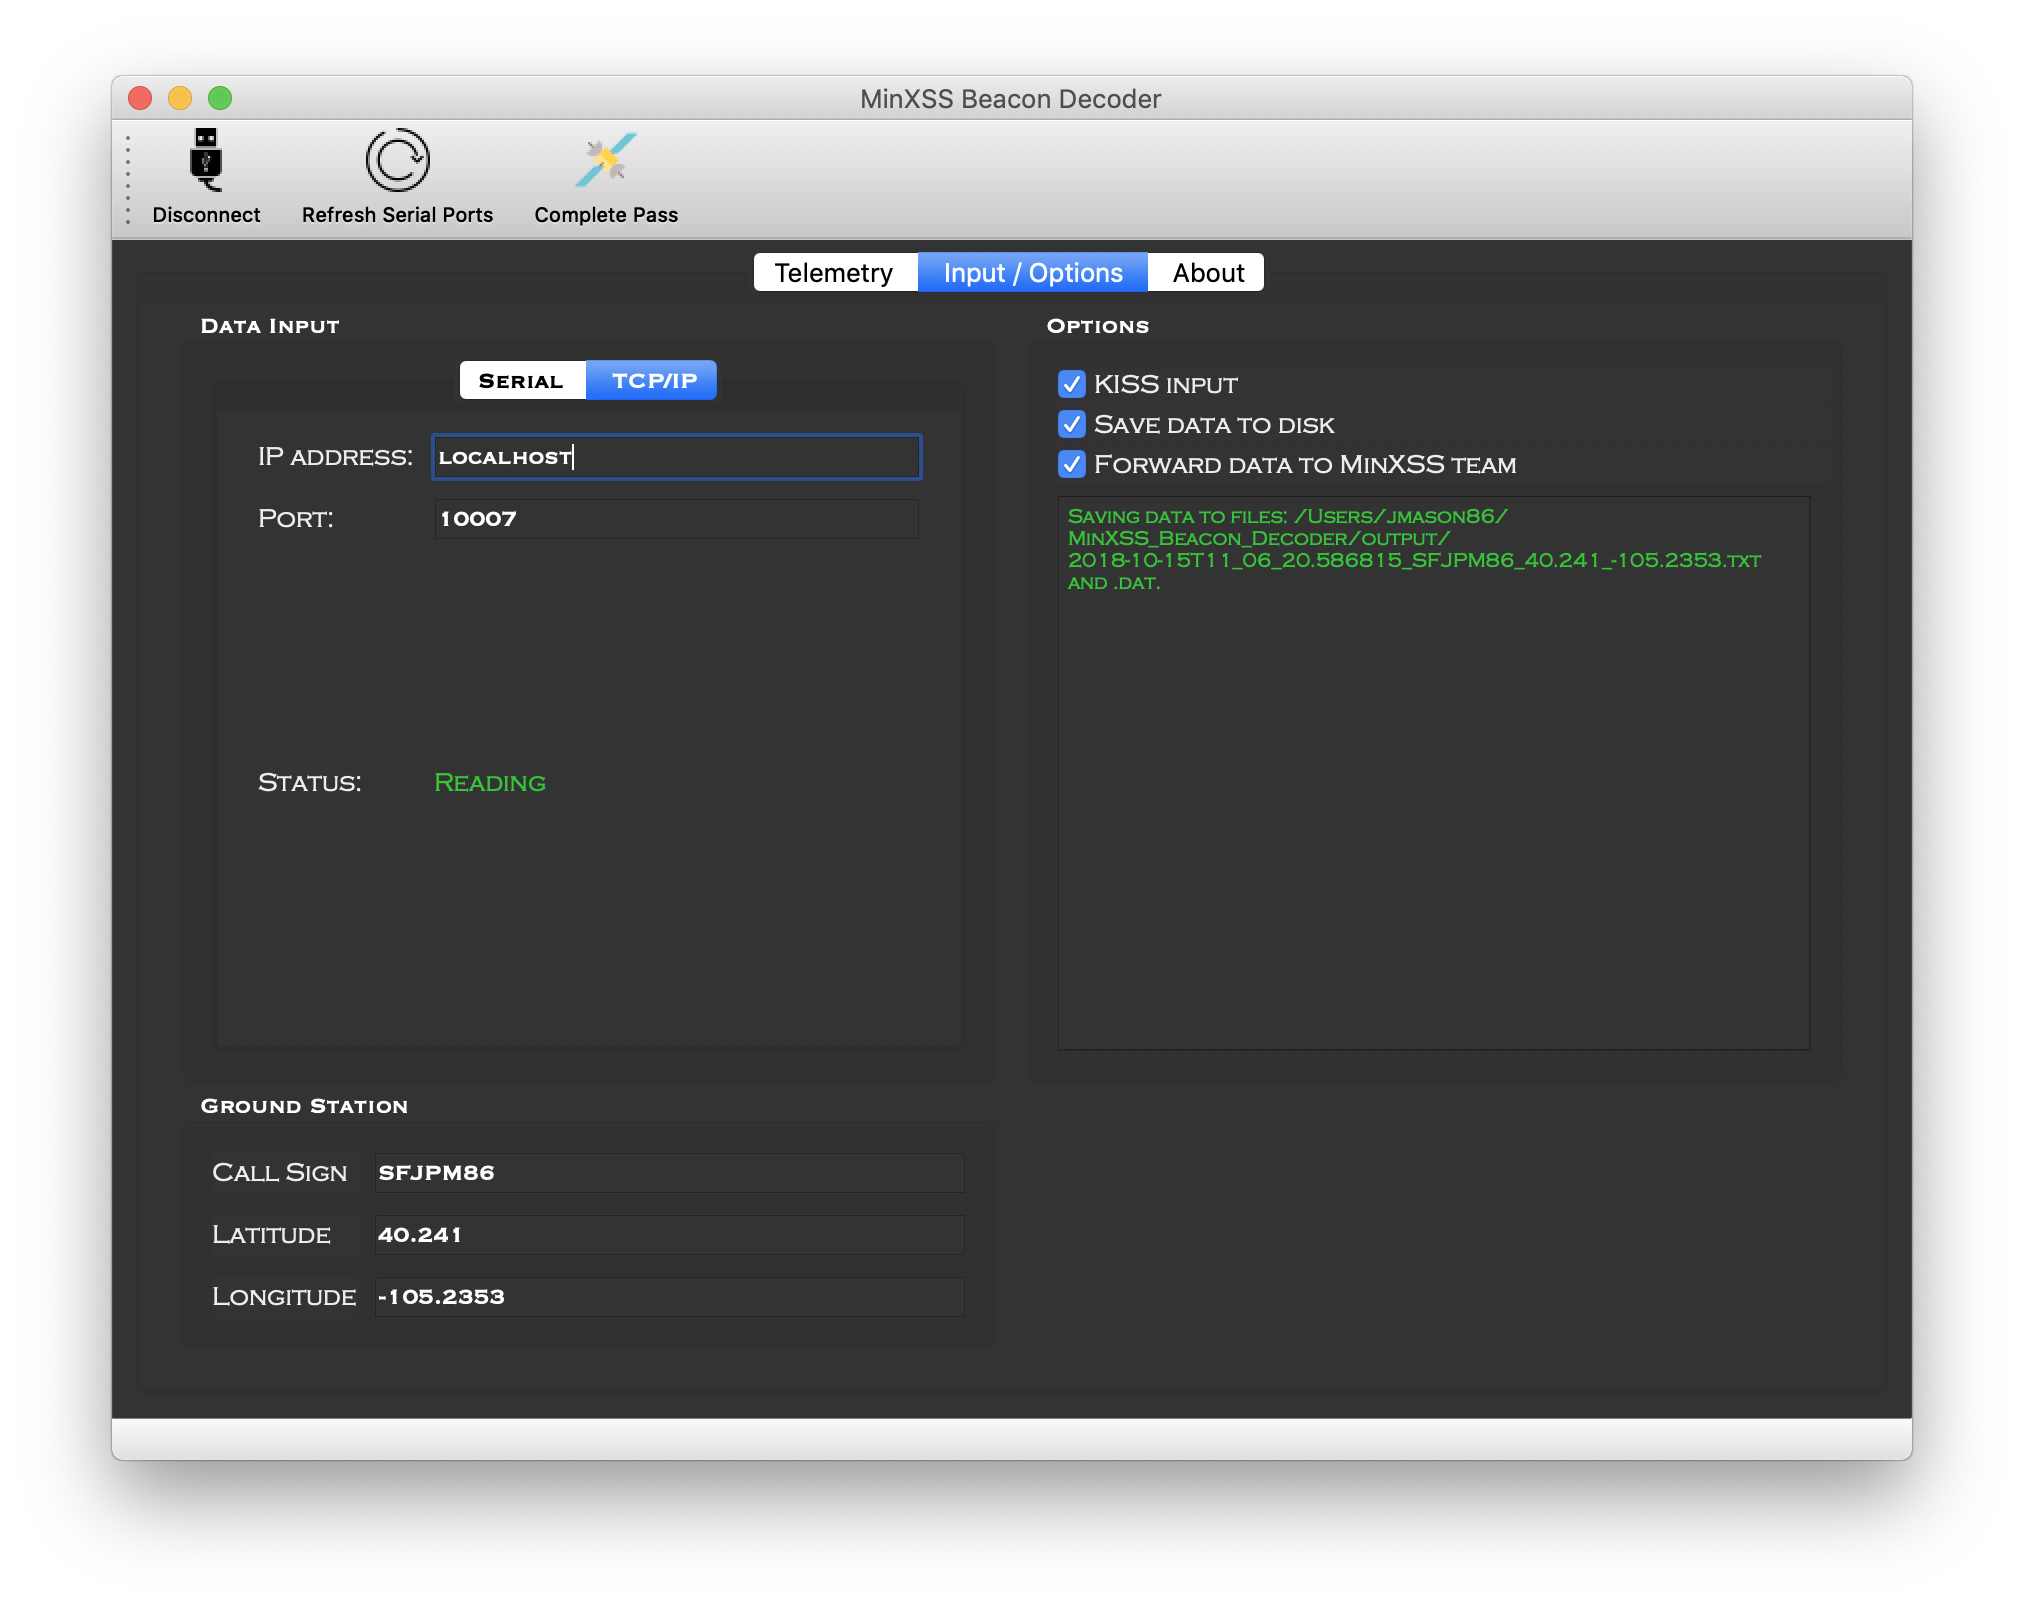 MinXSS Beacon Decoder
Disconnect
Refresh Serial Ports
Complete Pass
Telemetry
Input / Options
About
Data Input
Serial
TCP/IP
IP address:
localhost
Port:
10007
Status:
Reading
Options
KISS input
Save data to disk
Forward data to MinXSS team
Saving data to files: /Users/jmason86/
MinXSS_Beacon_Decoder/output/
2018-10-15T11_06_20.586815_SFJPM86_40.241_-105.2353.txt
and .dat.
Ground Station
Call Sign
SFJPM86
Latitude
40.241
Longitude
-105.2353